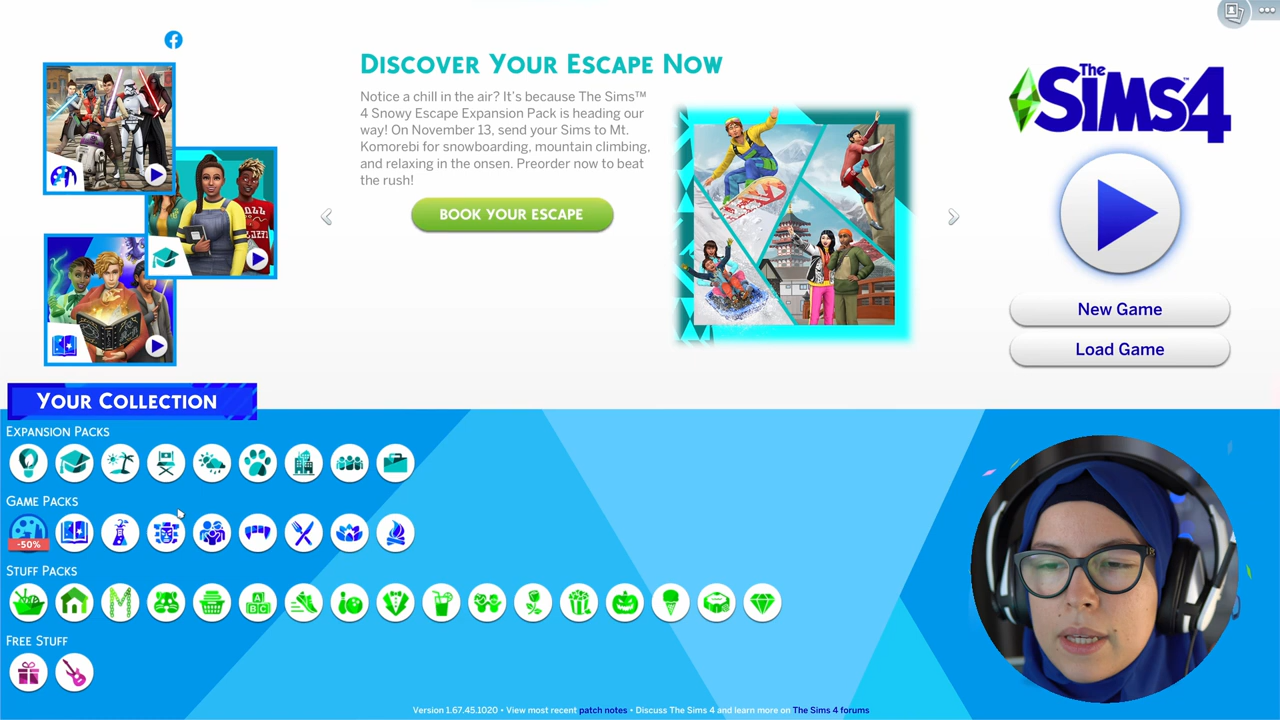 DISCOVER YOUR ESCAPE NOW
Notice a chill in the air? It's because The Sims™
4 Snowy Escape Expansion Pack is heading our
way! On November 13, send your Sims to Mt.
Komorebi for snowboarding, mountain climbing,
and relaxing in the onsen. Preorder now to beat
the rush!
BOOK YOUR ESCAPE
The SIMS 4
New Game
Load Game
YOUR COLLECTION
EXPANSION PACKS
GAME PACKS
-50%
STUFF PACKS
FREE STUFF
Version 1.67.45.1020 • View most recent patch notes • Discuss The Sims 4 and learn more on The Sims 4 forums